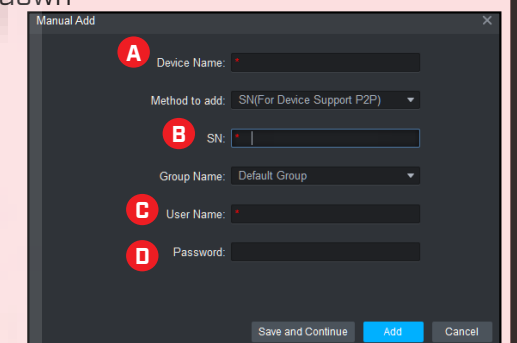 down
Manual Add
A Device Name: *
Method to add: SN(For Device Support P2P)
B SN: *
Group Name: Default Group
C User Name: *
D Password:
Save and Continue Add Cancel